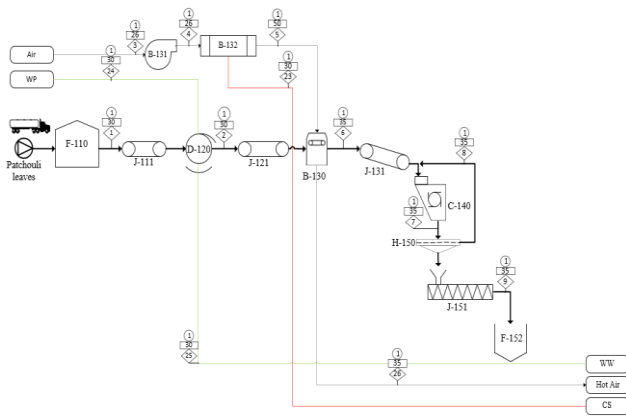 1
26
3
1
26
4
1
50
5
Air
B-131
B-132
1
30
24
WP
1
30
23
1
30
1
1
30
2
1
35
6
1
35
8
F-110
J-111
D-120
J-121
B-130
J-131
Patchouli
leaves
1
35
7
C-140
H-150
1
35
9
J-151
F-152
1
30
25
1
35
26
WW
Hot Air
CS